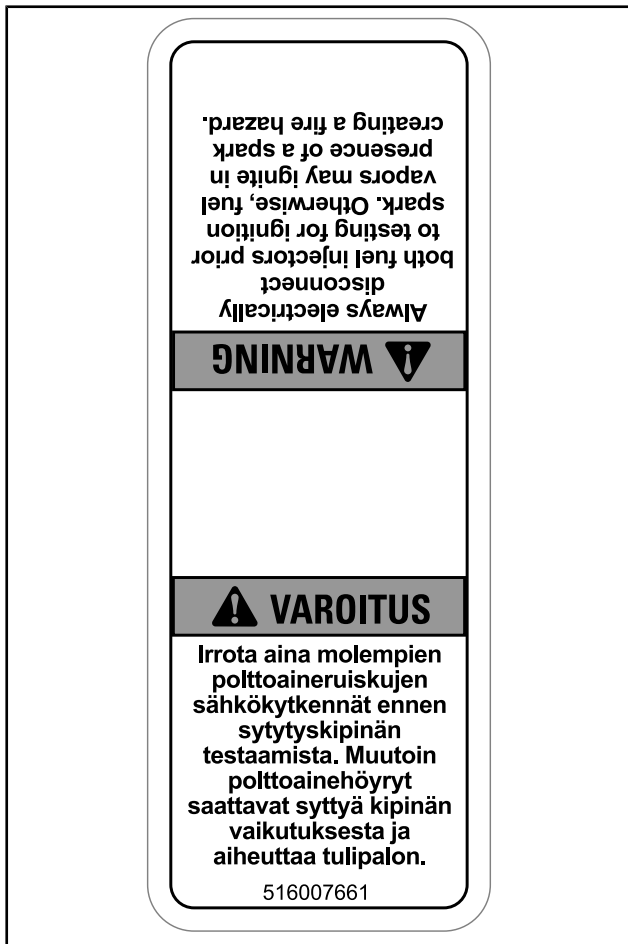 WARNING
Always electrically
disconnect
both fuel injectors prior
to testing for ignition
spark. Otherwise, fuel
vapors may ignite in
presence of a spark
creating a fire hazard.
VAROITUS
Irrota aina molempien
polttoaineruiskujen
sähkökytkennät ennen
sytytyskipinän
testaamista. Muutoin
polttoainehöyryt
saattavat syttyä kipinän
vaikutuksesta ja
aiheuttaa tulipalon.
516007661